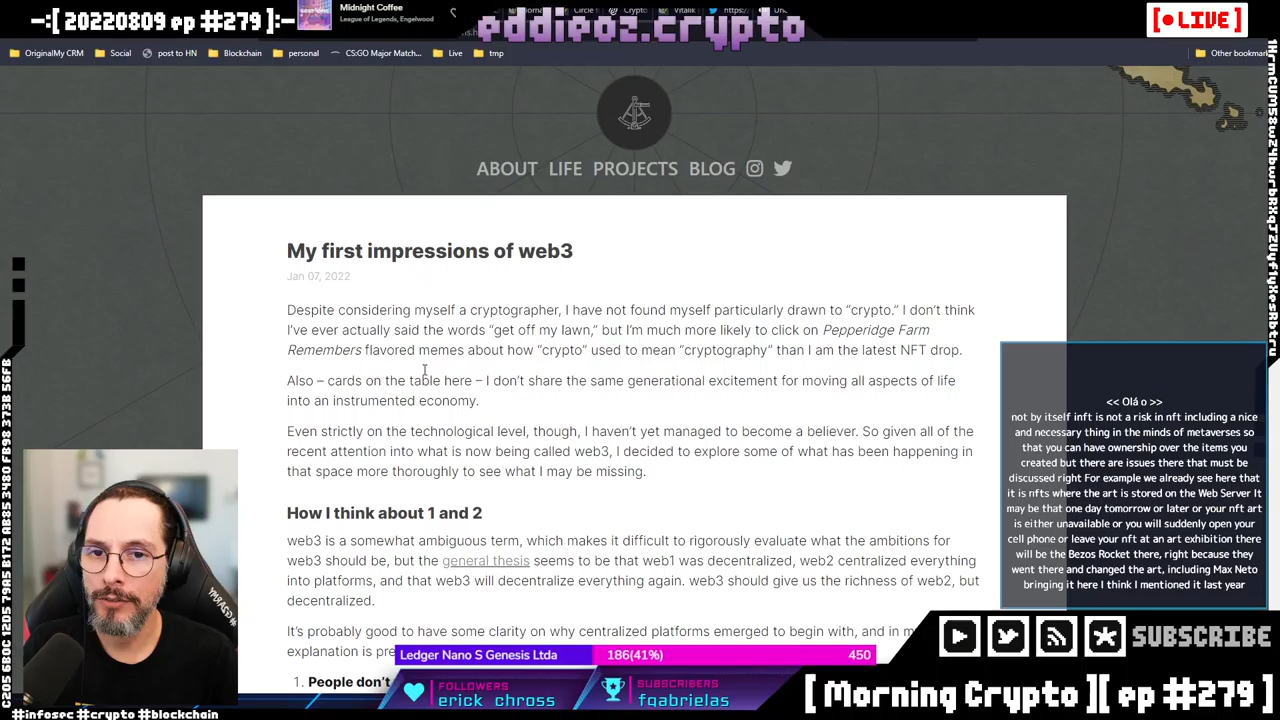 -:[ 20220809 ep #279 ]:-
Midnight Coffee
League of Legends, Engelwood
Circle f
Crypto
Vitalik
https://
eddieoz.crypto
[● LIVE ]
OriginalMy CRM
Social
post to HN
Blockchain
personal
CS:GO Major Match...
Live
tmp
Other bookmar
ABOUT LIFE PROJECTS BLOG
My first impressions of web3
Jan 07, 2022
Despite considering myself a cryptographer, I have not found myself particularly drawn to “crypto.” I don’t think
I’ve ever actually said the words “get off my lawn,” but I’m much more likely to click on Pepperidge Farm
Remembers flavored memes about how “crypto” used to mean “cryptography” than I am the latest NFT drop.
Also – cards on the table here – I don’t share the same generational excitement for moving all aspects of life
into an instrumented economy.
Even strictly on the technological level, though, I haven’t yet managed to become a believer. So given all of the
recent attention into what is now being called web3, I decided to explore some of what has been happening in
that space more thoroughly to see what I may be missing.
How I think about 1 and 2
web3 is a somewhat ambiguous term, which makes it difficult to rigorously evaluate what the ambitions for
web3 should be, but the general thesis seems to be that web1 was decentralized, web2 centralized everything
into platforms, and that web3 will decentralize everything again. web3 should give us the richness of web2, but
decentralized.
It’s probably good to have some clarity on why centralized platforms emerged to begin with, and in m
explanation is pre
1. People don’t
<< Olá o >>
not by itself inft is not a risk in nft including a nice
and necessary thing in the minds of metaverses so
that you can have ownership over the items you
created but there are issues there that must be
discussed right For example we already see here that
it is nfts where the art is stored on the Web Server It
may be that one day tomorrow or later or your nft art
is either unavailable or you will suddenly open your
cell phone or leave your nft at an art exhibition there
will be the Bezos Rocket there, right because they
went there and changed the art, including Max Neto
bringing it here I think I mentioned it last year
Ledger Nano S Genesis Ltda
186(41%)
450
FOLLOWERS
erick_chross
SUBSCRIBERS
fgabrielas
SUBSCRIBE
[ Morning Crypto ][ ep #279 ]
#infosec #crypto #blockchain